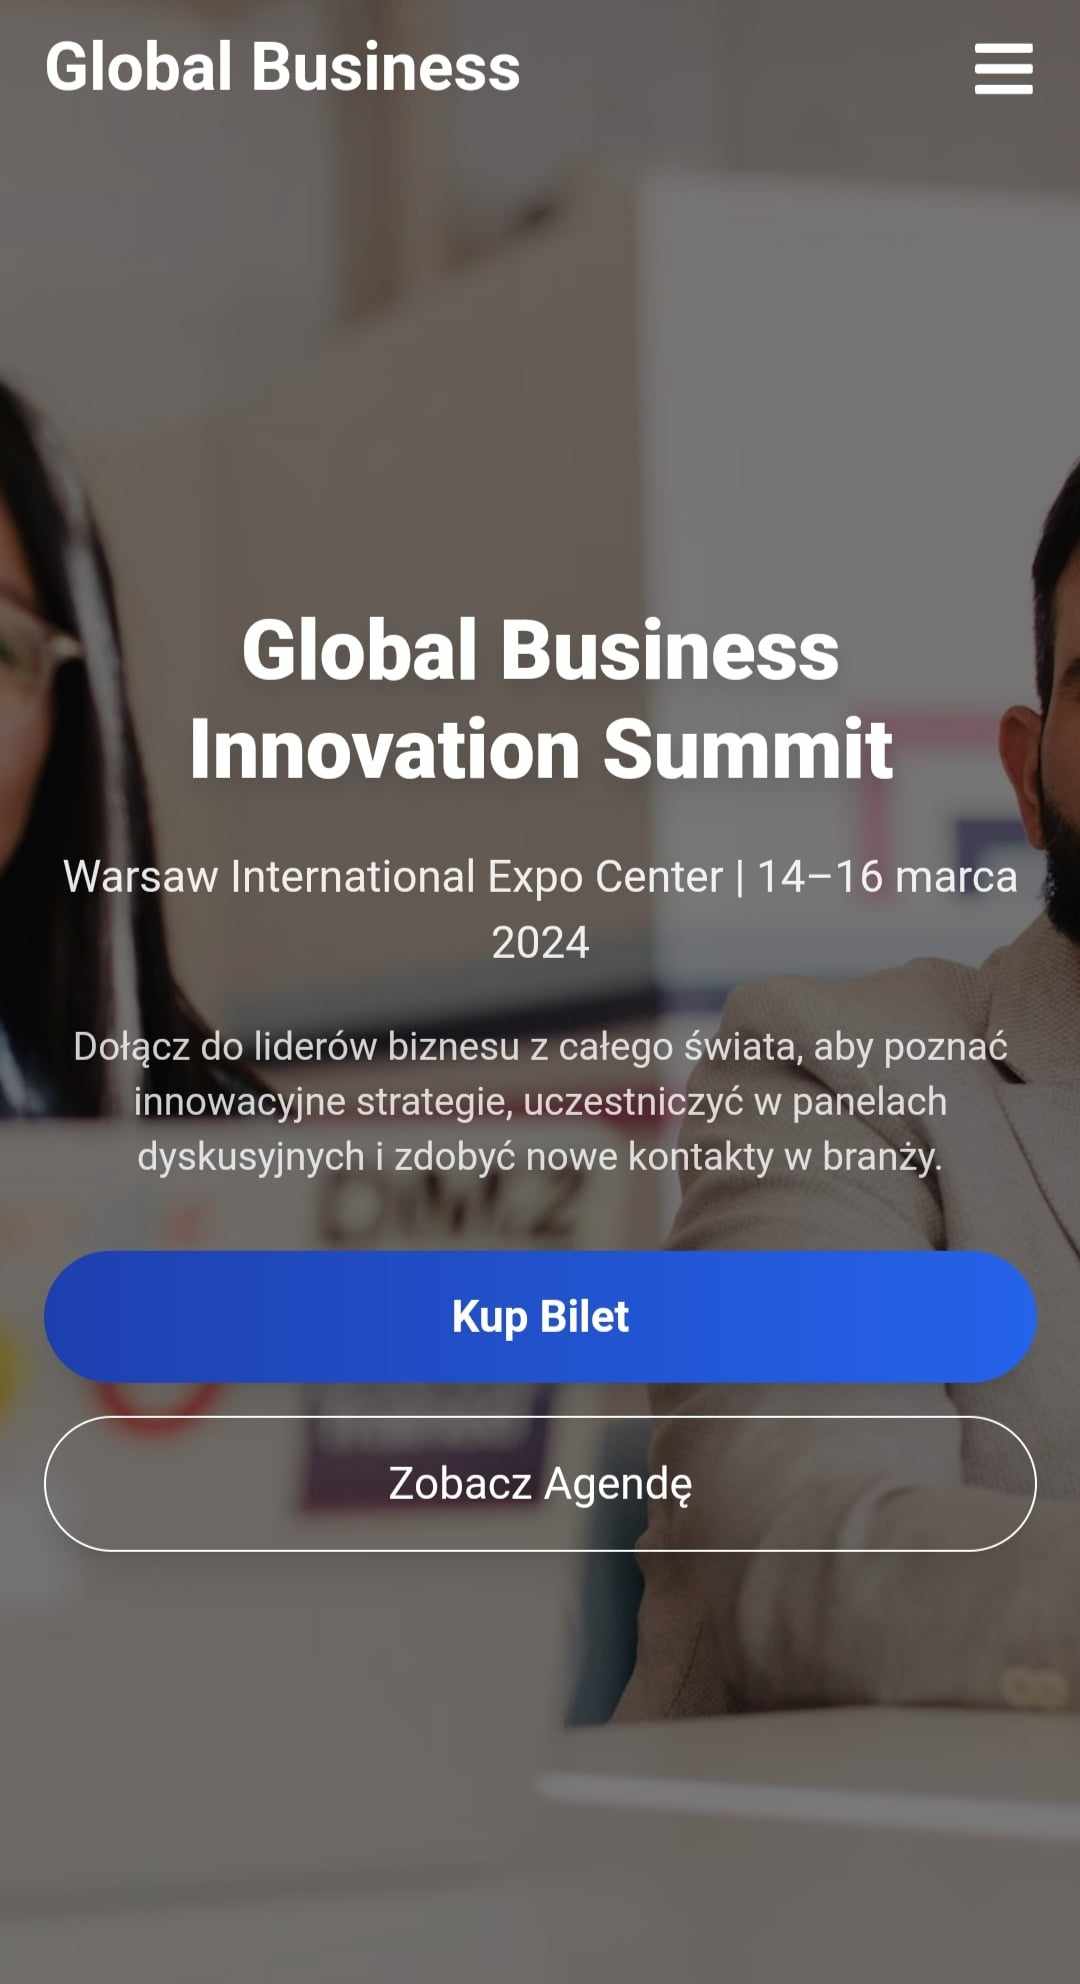 Global Business
Global Business
Innovation Summit
Warsaw International Expo Center | 14–16 marca
2024
Dołącz do liderów biznesu z całego świata, aby poznać
innowacyjne strategie, uczestniczyć w panelach
dyskusyjnych i zdobyć nowe kontakty w branży.
Kup Bilet
Zobacz Agendę